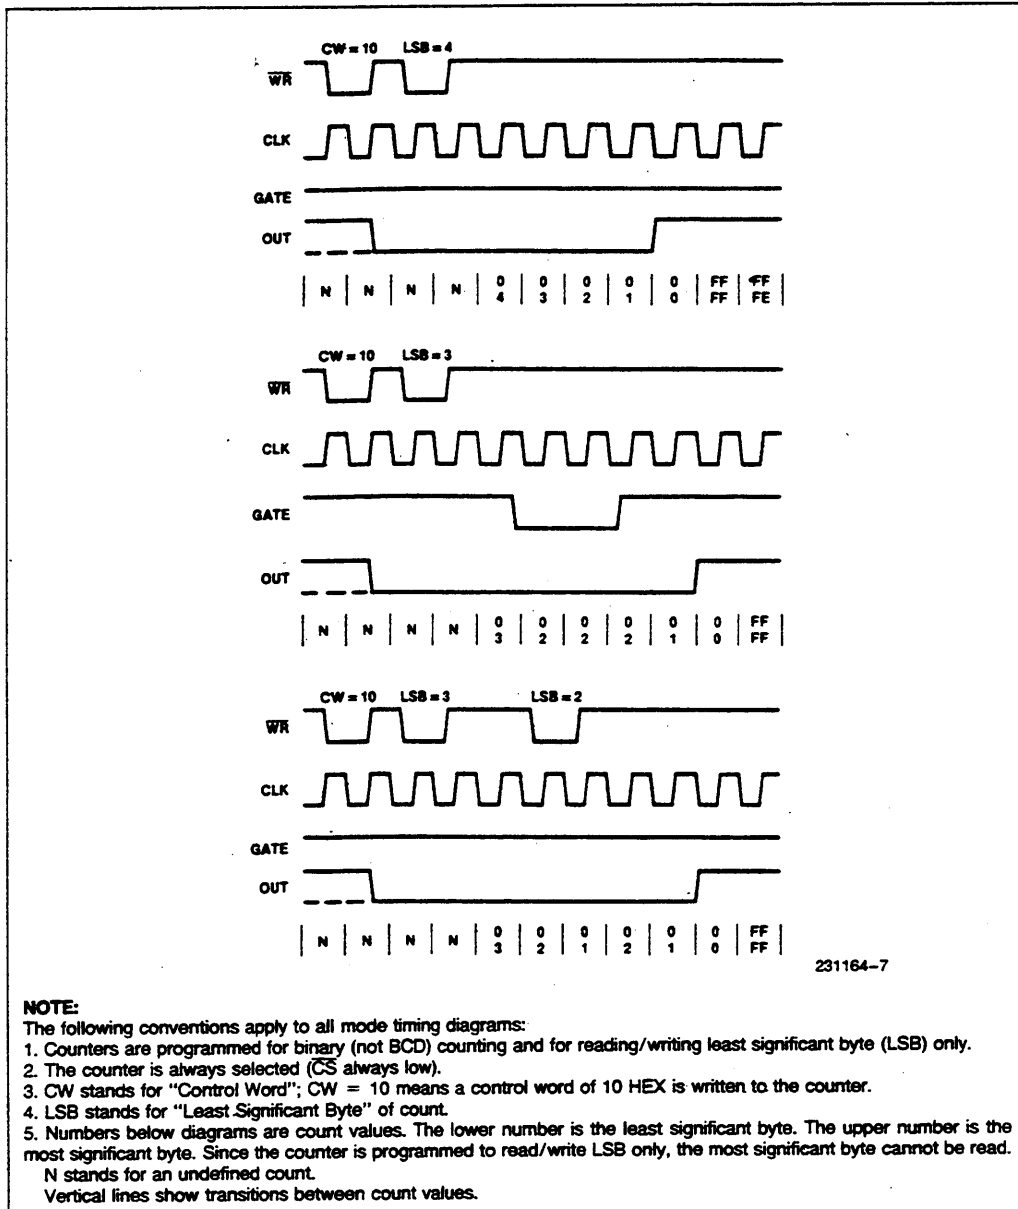 CW = 10 LSB = 4
WR
CLK
GATE
OUT
N N N N 0 0 0 0 0 FF FF
4 3 2 1 0 FF FE
CW = 10 LSB = 3
WR
CLK
GATE
OUT
N N N N 0 0 0 0 0 0 FF
3 2 2 2 1 0 FF
CW = 10 LSB = 3 LSB = 2
WR
CLK
GATE
OUT
N N N N 0 0 0 0 0 0 FF
3 2 1 2 1 0 FF
231164–7
NOTE:
The following conventions apply to all mode timing diagrams:
1. Counters are programmed for binary (not BCD) counting and for reading/writing least significant byte (LSB) only.
2. The counter is always selected (CS always low).
3. CW stands for "Control Word"; CW = 10 means a control word of 10 HEX is written to the counter.
4. LSB stands for "Least Significant Byte" of count.
5. Numbers below diagrams are count values. The lower number is the least significant byte. The upper number is the
most significant byte. Since the counter is programmed to read/write LSB only, the most significant byte cannot be read.
N stands for an undefined count.
Vertical lines show transitions between count values.